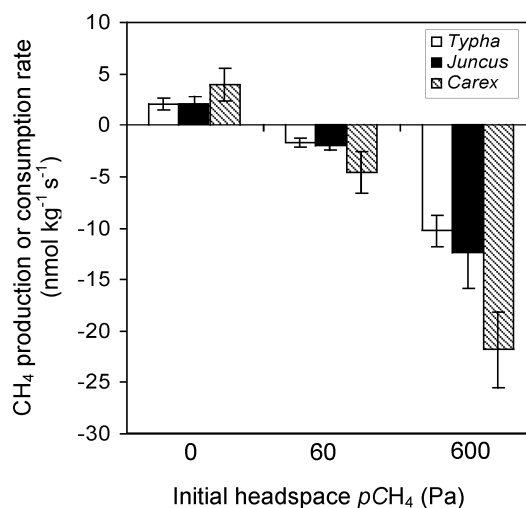 CH₄ production or consumption rate
(nmol kg⁻¹ s⁻¹)
10
5
0
-5
-10
-15
-20
-25
-30
Typha
Juncus
Carex
0 60 600
Initial headspace pCH₄ (Pa)